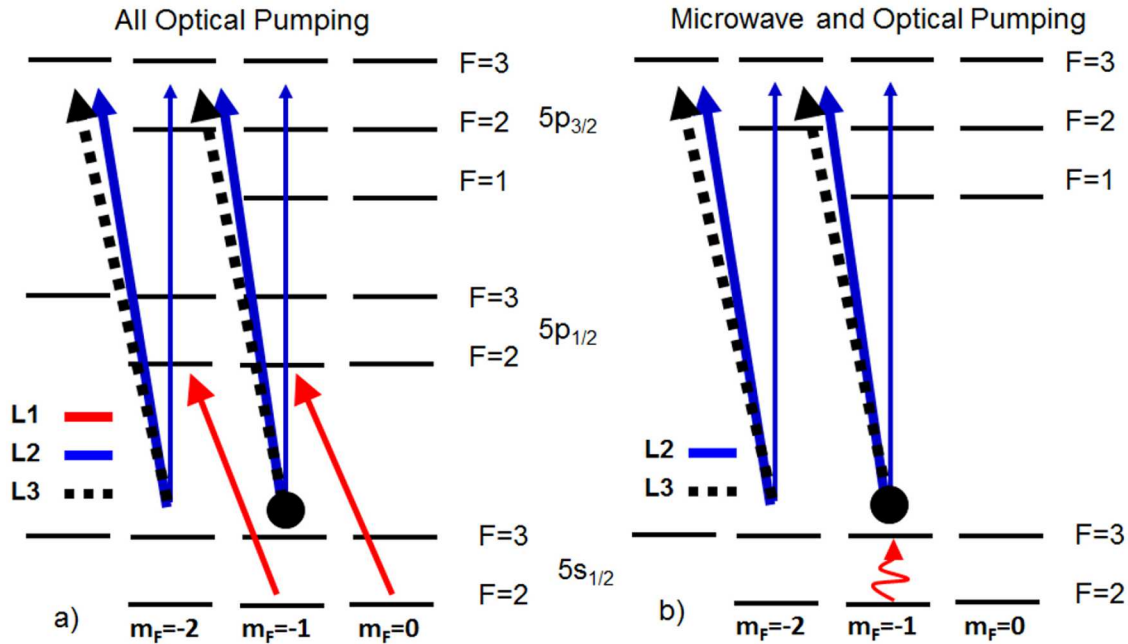 All Optical Pumping
F=3
F=2
5p3/2
F=1
F=3
5p1/2
F=2
L1
L2
L3
F=3
5s1/2
F=2
a)
mF=-2 mF=-1 mF=0
Microwave and Optical Pumping
F=3
F=2
F=1
L2
L3
F=3
F=2
b)
mF=-2 mF=-1 mF=0